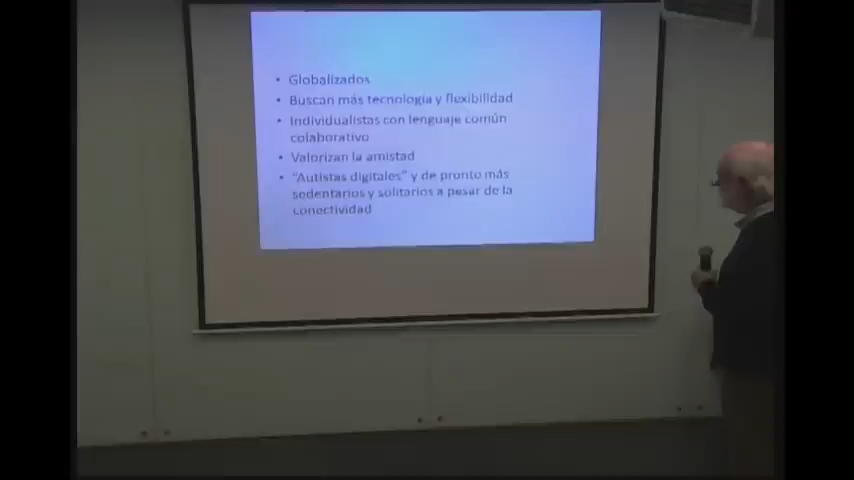 • Globalizados
• Buscan más tecnología y flexibilidad
• Individualistas con lenguaje común
colaborativo
• Valorizan la amistad
• "Autistas digitales" y de pronto más
sedentarios y solitarios a pesar de la
conectividad